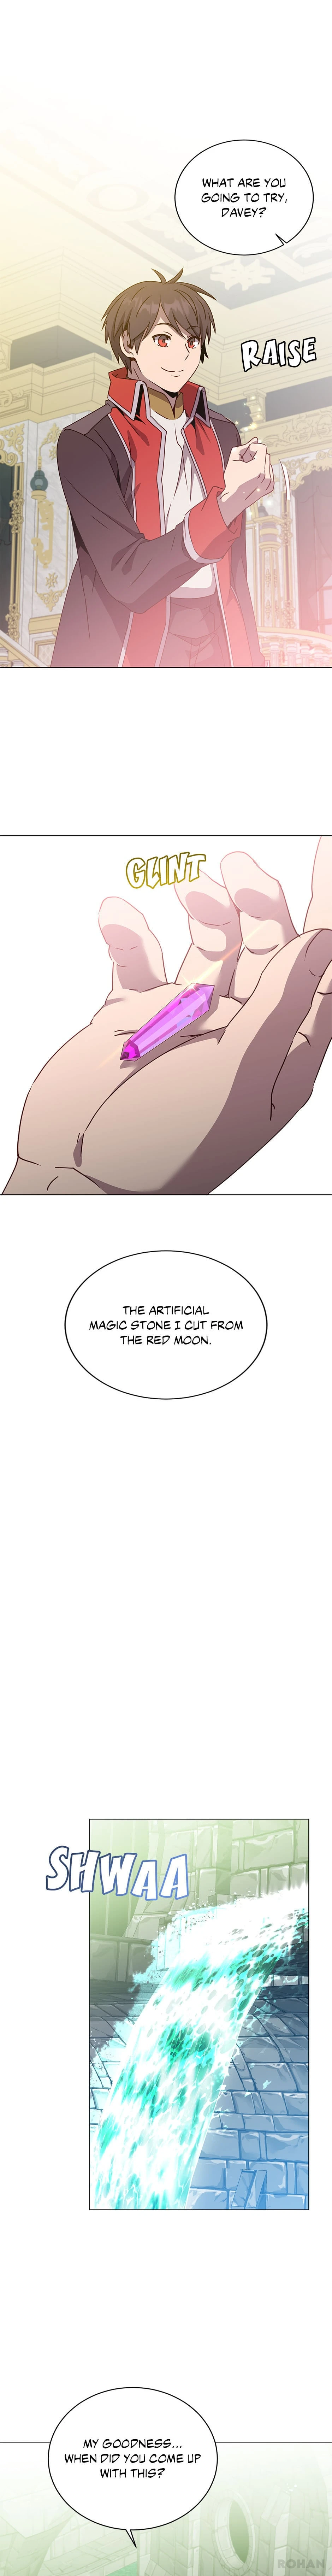 WHAT ARE YOU
GOING TO TRY,
DAVEY?
RAISE
GLINT
THE ARTIFICIAL
MAGIC STONE I CUT FROM
THE RED MOON.
SHWAA
MY GOODNESS...
WHEN DID YOU COME UP
WITH THIS?
ROHAN